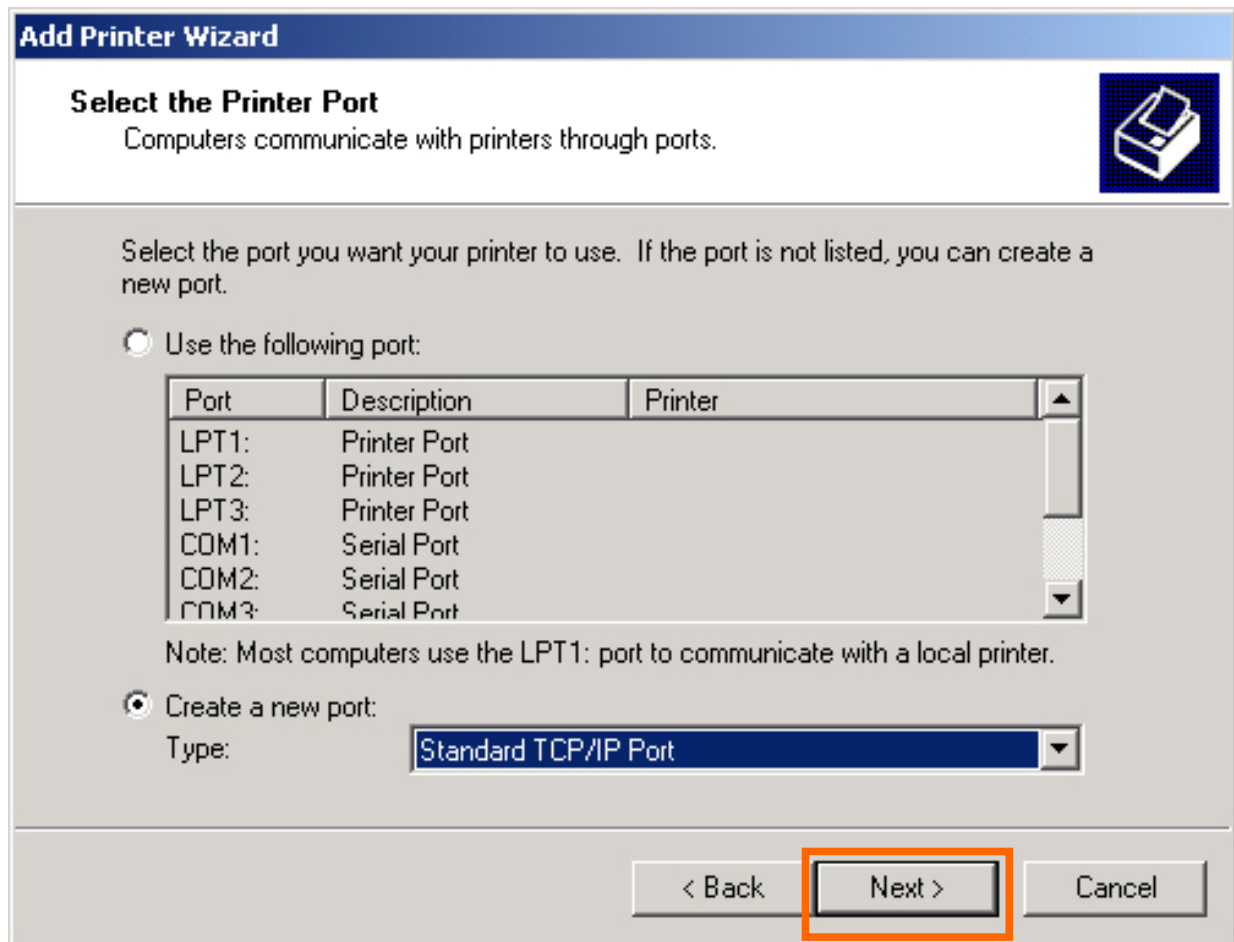 Add Printer Wizard
Select the Printer Port
Computers communicate with printers through ports.
Select the port you want your printer to use.  If the port is not listed, you can create a
new port.
Use the following port:
Port Description Printer
LPT1: Printer Port
LPT2: Printer Port
LPT3: Printer Port
COM1: Serial Port
COM2: Serial Port
COM3: Serial Port
Note: Most computers use the LPT1: port to communicate with a local printer.
Create a new port:
Type: Standard TCP/IP Port
< Back Next > Cancel